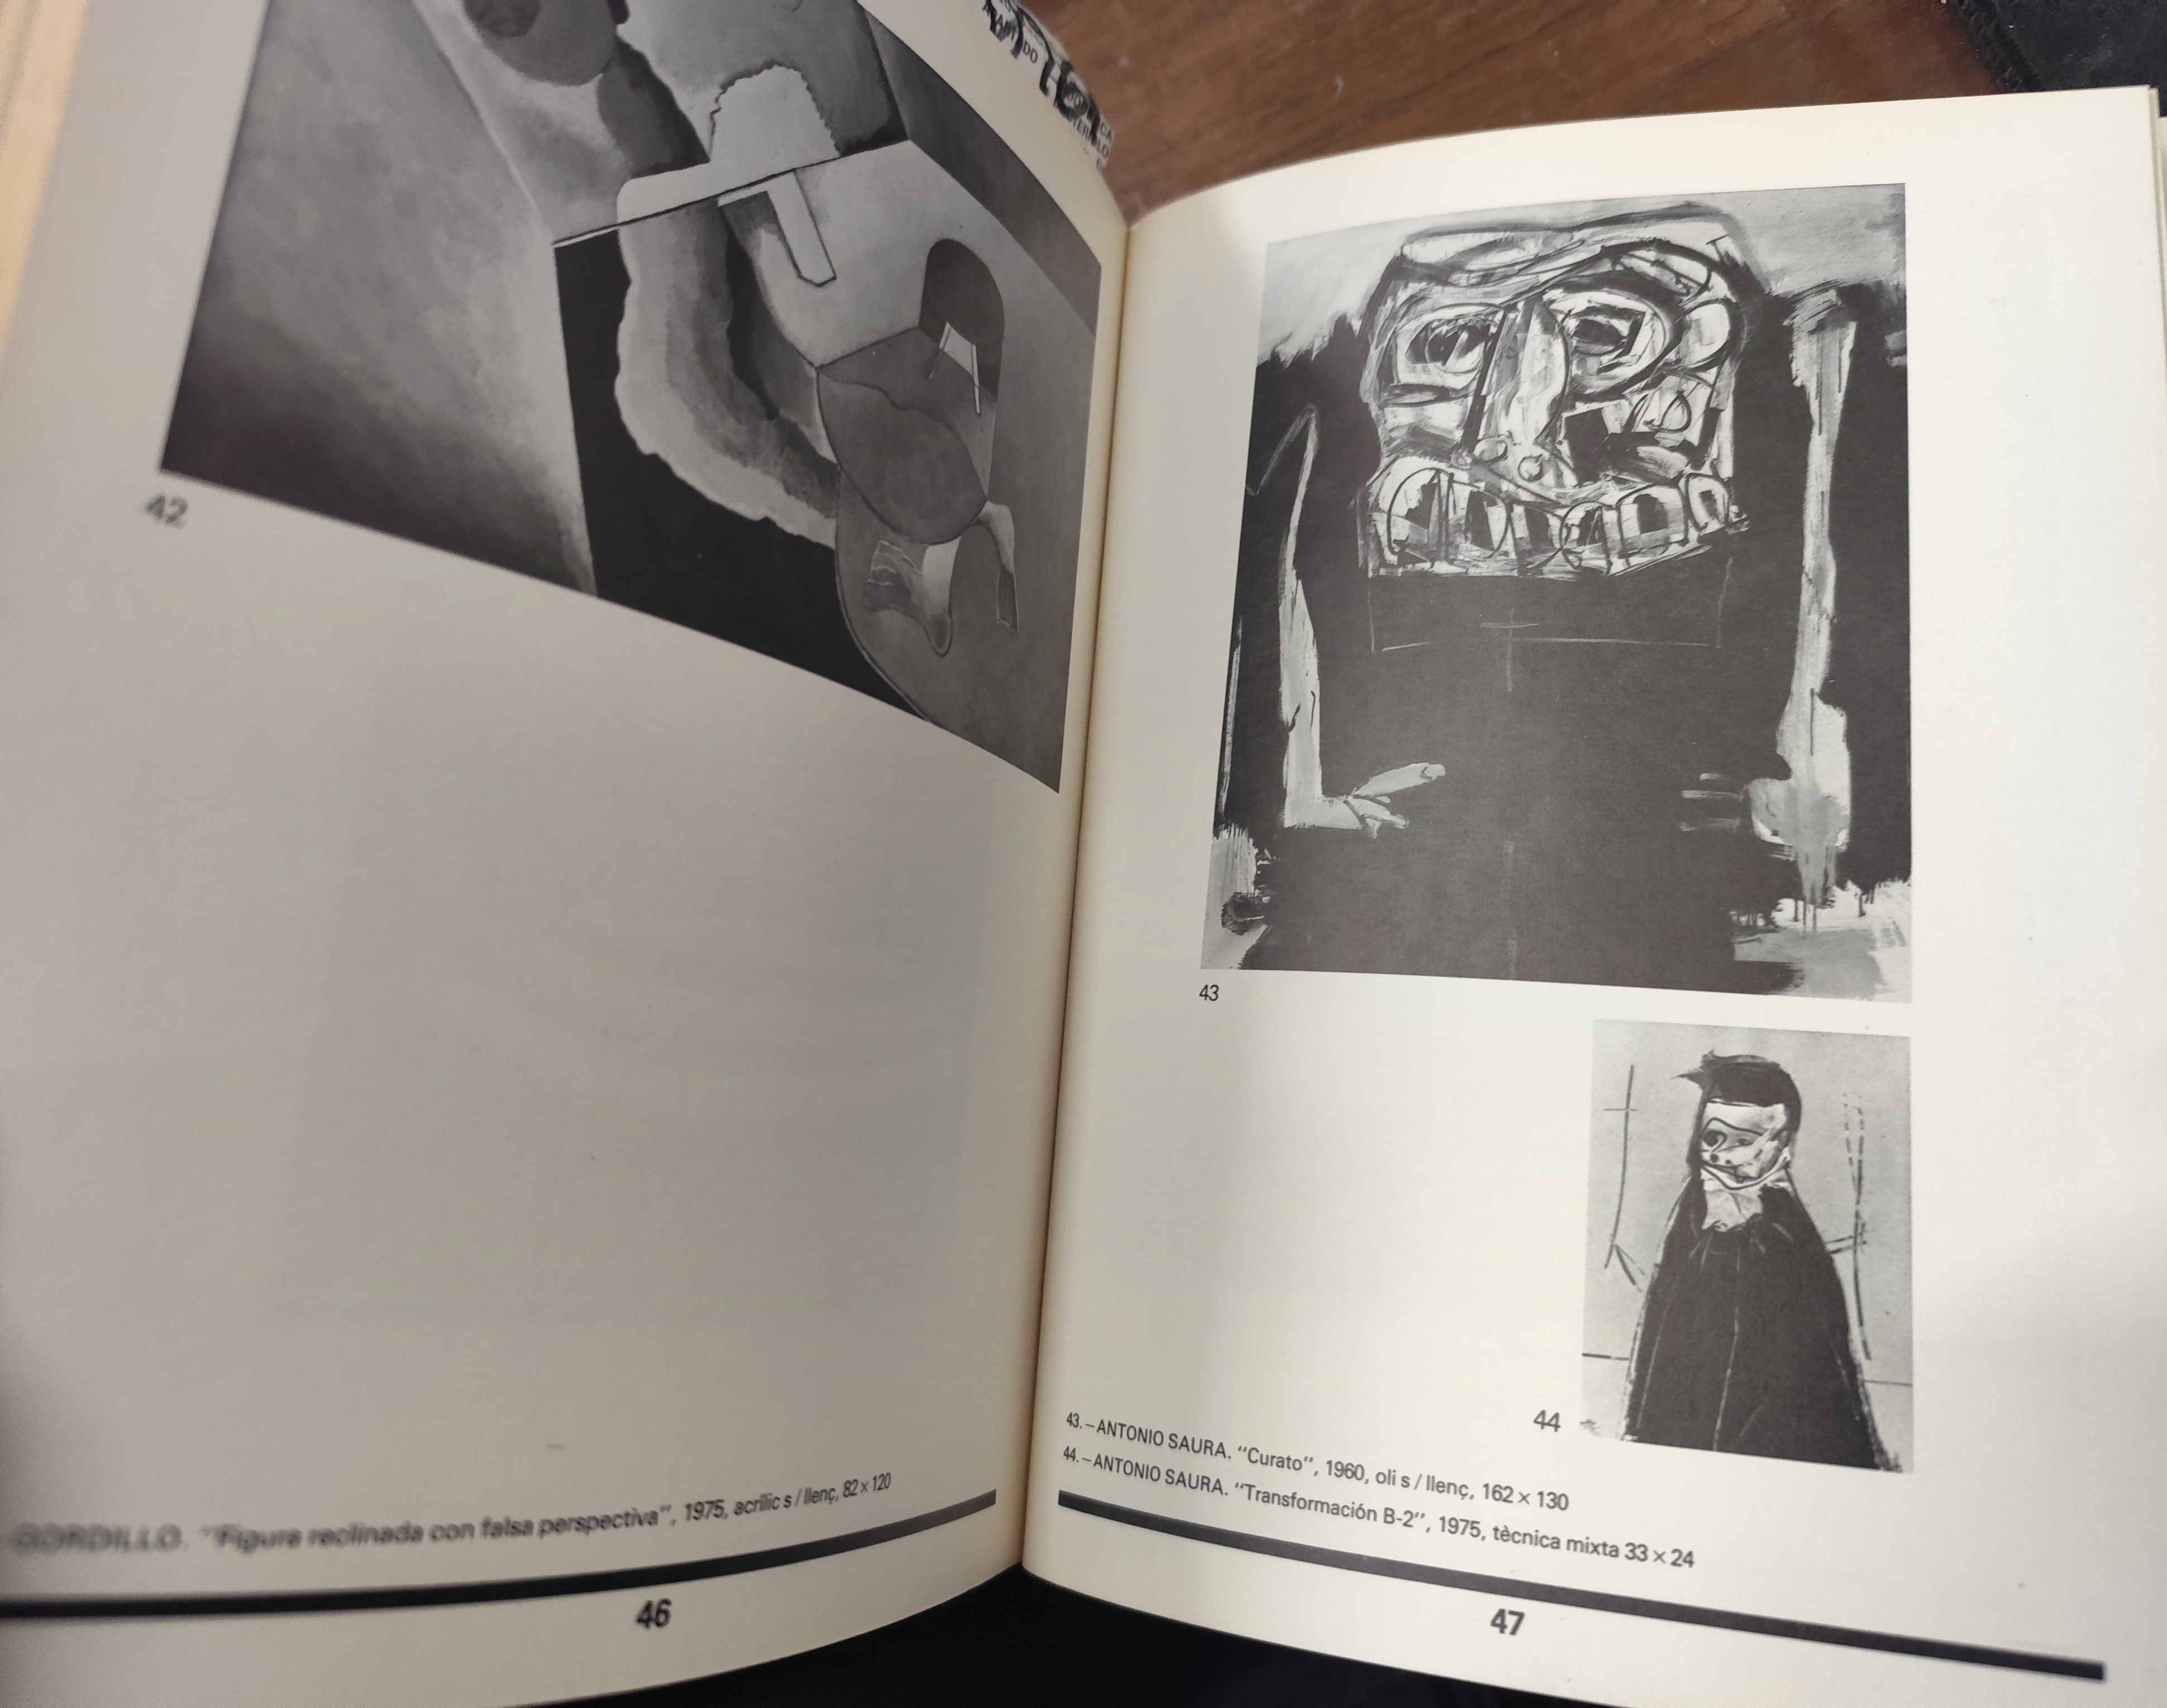 42
GORDILLO. "Figura reclinada con falsa perspectiva", 1975, acrílic s/llenç, 82 × 120
46
43
44
43.—ANTONIO SAURA. "Curato", 1960, oli s/llenç, 162 × 130
44.—ANTONIO SAURA. "Transformación B-2", 1975, tècnica mixta 33 × 24
47